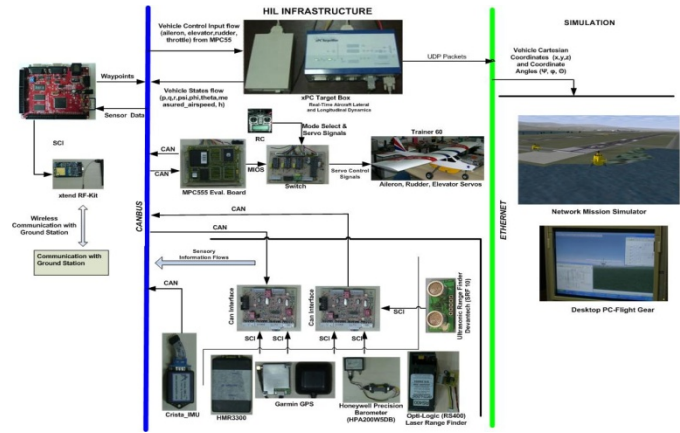 HIL INFRASTRUCTURE
SIMULATION
Vehicle Control Input flow
(aileron, elevator,rudder,
throttle) from MPC55
UDP Packets
Vehicle Cartesian
Coordinates (x,y,z)
and Coordinate
Angles (Ψ, φ, Θ)
Waypoints
Vehicle States flow
(p,q,r,psi,phi,theta,me
asured_airspeed, h)
xPC Target Box
Real-Time Aircraft Lateral
and Longitudinal Dynamics
Sensor Data
SCI
RC
Mode Select &
Servo Signals
Trainer 60
CAN
CAN
MIOS
Servo Control
Signals
MPC555 Eval. Board
Switch
Aileron, Rudder, Elevator Servos
xtend RF-Kit
Network Mission Simulator
Wireless
Communication with
Ground Station
CANBUS
ETHERNET
CAN
CAN
Communication with
Ground Station
Sensory
Information Flows
CAN
Can Interface
Can Interface
SCI
Ultrasonic Range Finder
Devantech (SRF 10)
Desktop PC-Flight Gear
SCI
SCI
SCI
SCI
Crista_IMU
HMR3300
Garmin GPS
Honeywell Precision
Barometer
(HPA200W5DB)
Opti-Logic (RS400)
Laser Range Finder